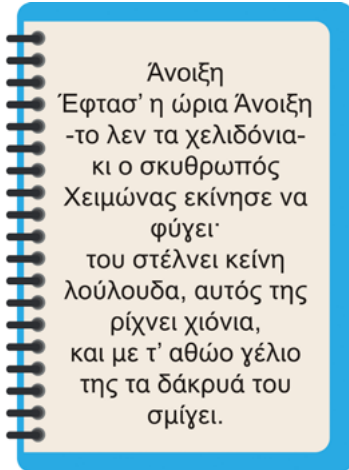 Άνοιξη
Έφτασ’ η ώρια Άνοιξη
-το λεν τα χελιδόνια-
κι ο σκυθρωπός
Χειμώνας εκίνησε να
φύγει·
του στέλνει κείνη
λούλουδα, αυτός της
ρίχνει χιόνια,
και με τ’ αθώο γέλιο
της τα δάκρυά του
σμίγει.